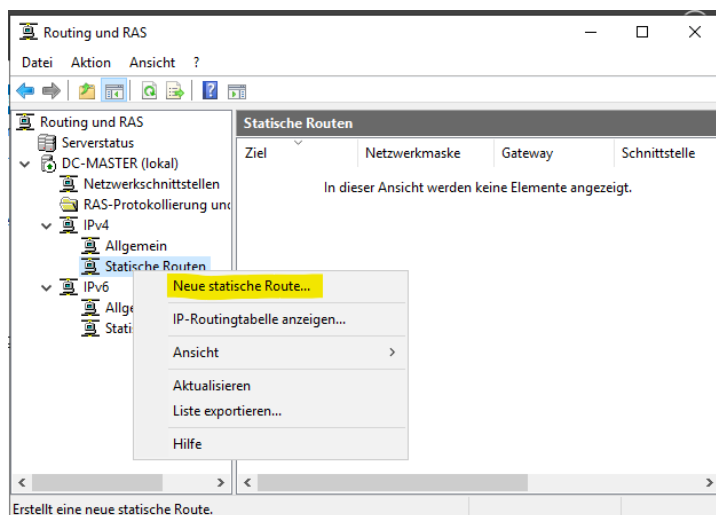 Routing und RAS
Datei Aktion Ansicht ?
Routing und RAS
Serverstatus
DC-MASTER (lokal)
Netzwerkschnittstellen
RAS-Protokollierung und
IPv4
Allgemein
Statische Routen
IPv6
Allge
Stati
Statische Routen
Ziel Netzwerkmaske Gateway Schnittstelle
In dieser Ansicht werden keine Elemente angezeigt.
Neue statische Route...
IP-Routingtabelle anzeigen...
Ansicht
Aktualisieren
Liste exportieren...
Hilfe
Erstellt eine neue statische Route.